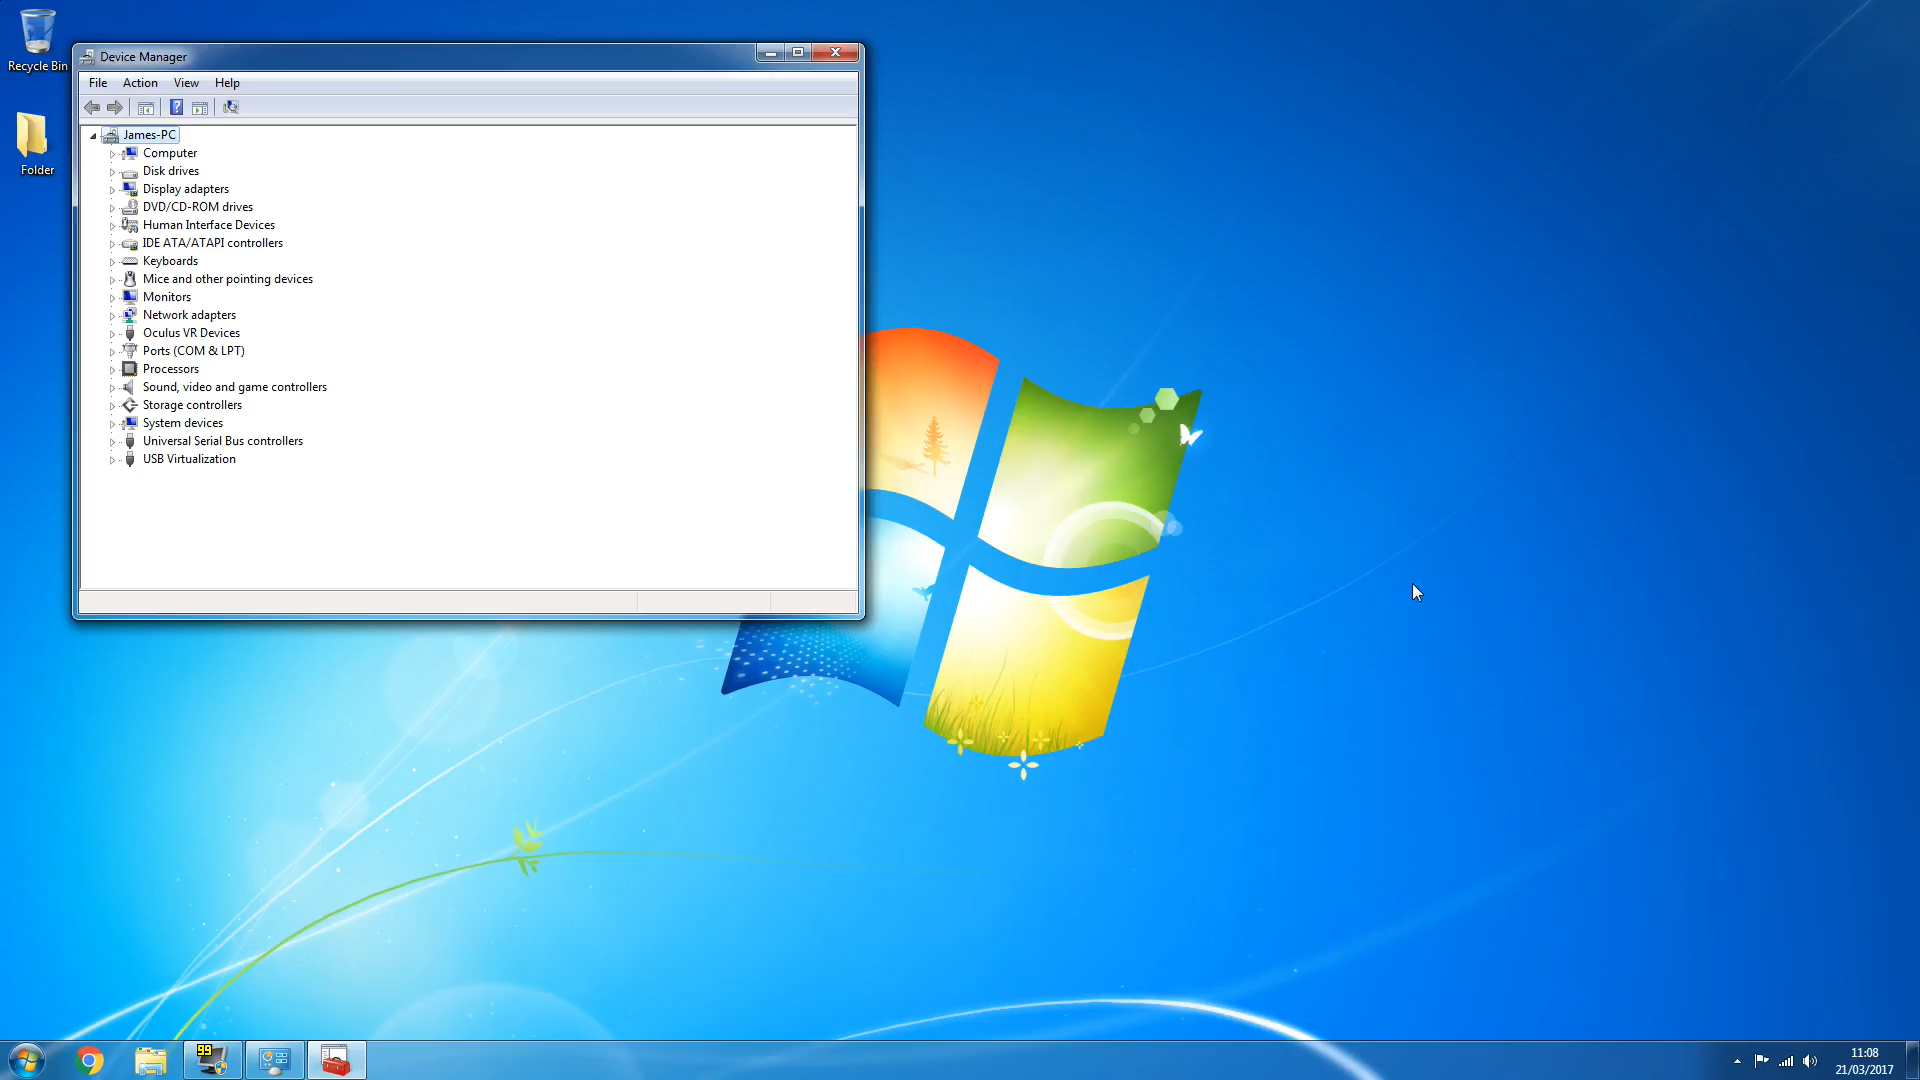 Recycle Bin
Folder
Device Manager
File Action View Help
James-PC
Computer
Disk drives
Display adapters
DVD/CD-ROM drives
Human Interface Devices
IDE ATA/ATAPI controllers
Keyboards
Mice and other pointing devices
Monitors
Network adapters
Oculus VR Devices
Ports (COM & LPT)
Processors
Sound, video and game controllers
Storage controllers
System devices
Universal Serial Bus controllers
USB Virtualization
99
11:08
21/03/2017